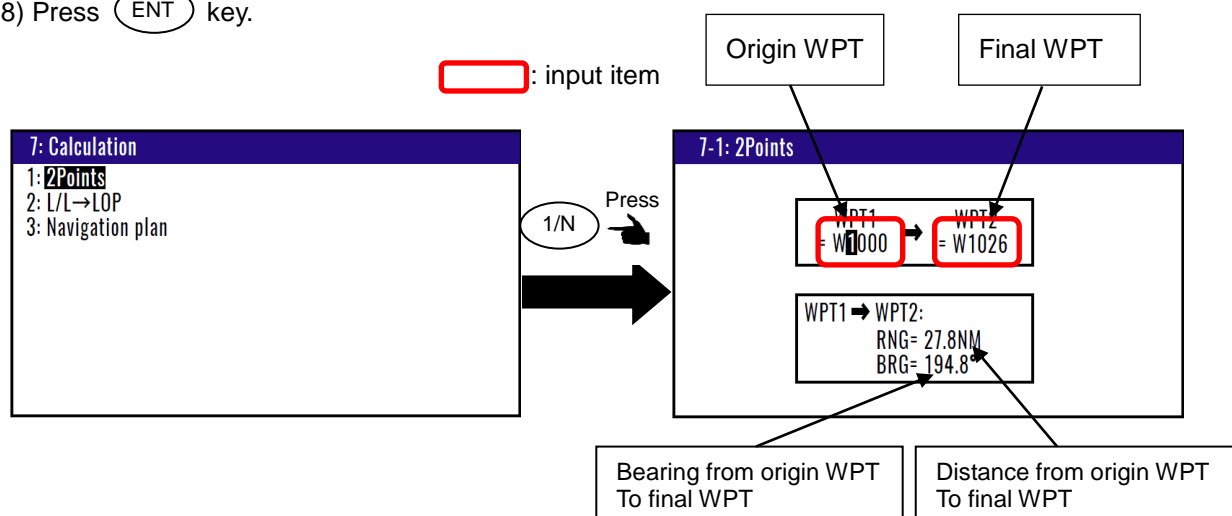 8) Press ENT key.
: input item
Origin WPT
Final WPT
7: Calculation
1: 2Points
2: L/L→LOP
3: Navigation plan
1/N
Press
7-1: 2Points
WPT1 ➡ WPT2
= W1000 = W1026
WPT1 ➡ WPT2:
RNG= 27.8NM
BRG= 194.8°
Bearing from origin WPT
To final WPT
Distance from origin WPT
To final WPT